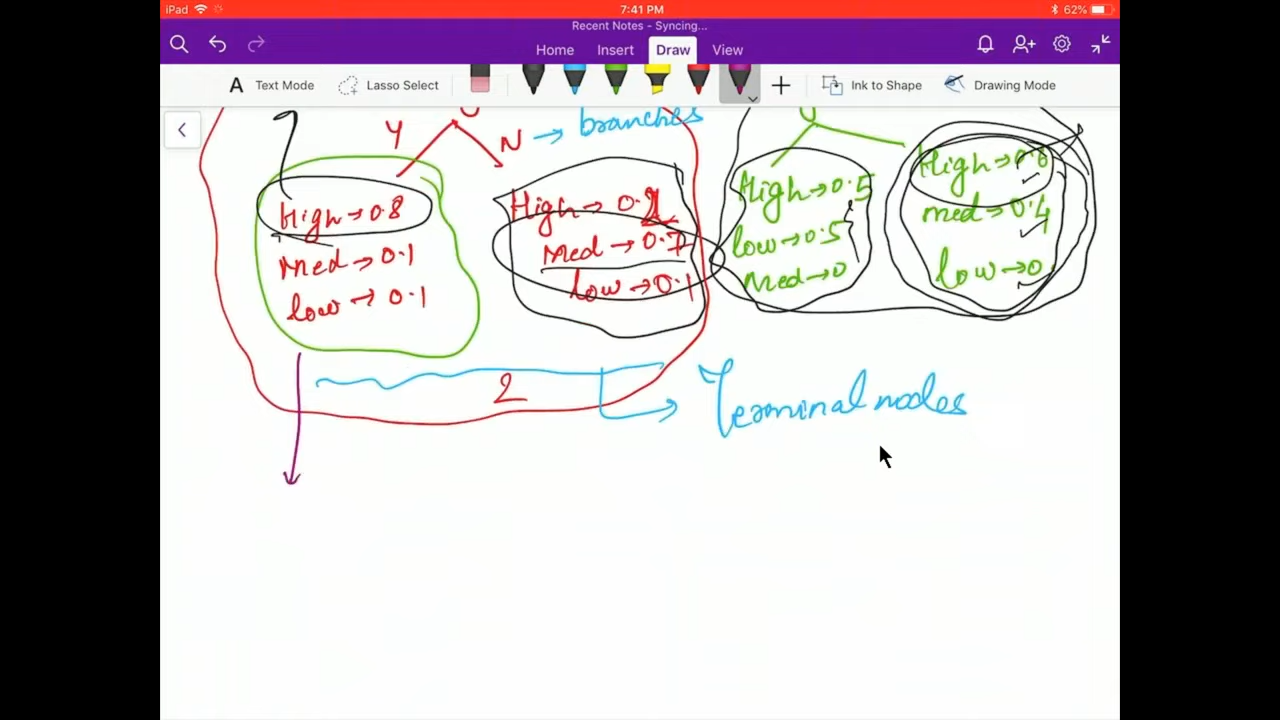 iPad 7:41 PM 62%
Recent Notes - Syncing...
Home Insert Draw View
A Text Mode Lasso Select + Ink to Shape Drawing Mode
Y N → branches
High → 0.8
Med → 0.1
low → 0.1
High → 0.2
Med → 0.7
low → 0.1
High → 0.5
low → 0.5
Med → 0
High → 0.6
med → 0.4
low → 0
2
Terminal nodes